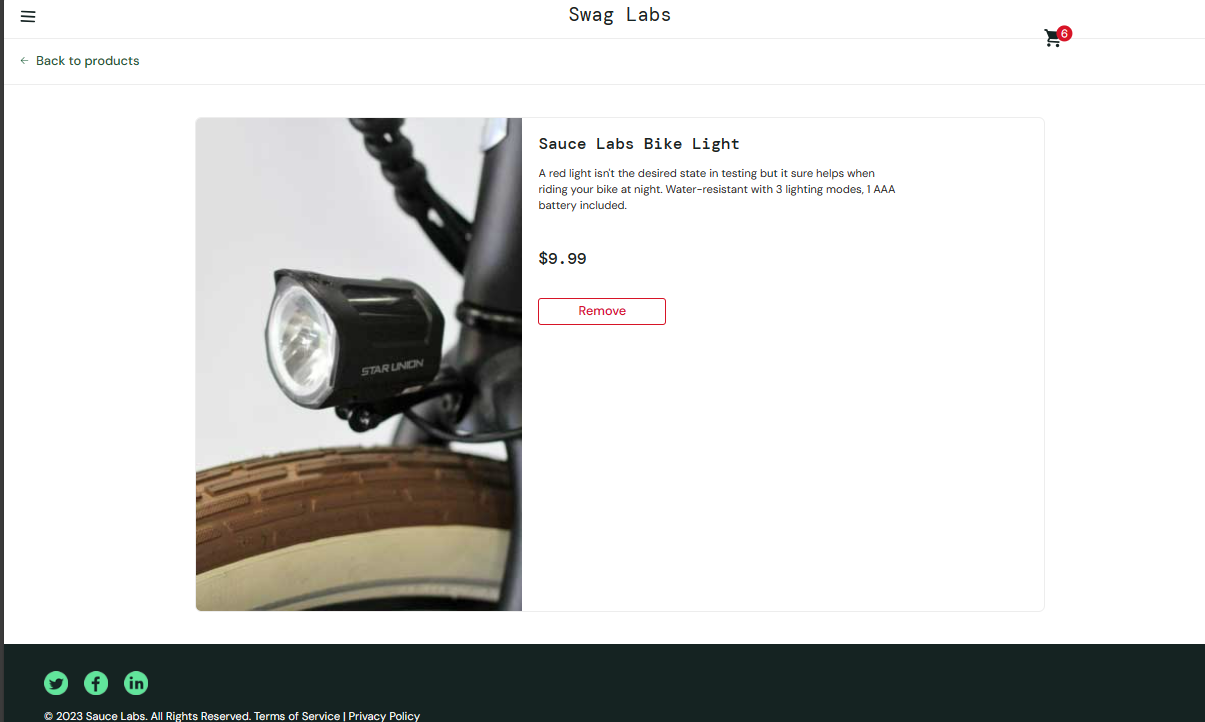 Swag Labs
6
Back to products
Sauce Labs Bike Light
A red light isn't the desired state in testing but it sure helps when
riding your bike at night. Water-resistant with 3 lighting modes, 1 AAA
battery included.
$9.99
Remove
STAR UNION
© 2023 Sauce Labs. All Rights Reserved. Terms of Service | Privacy Policy